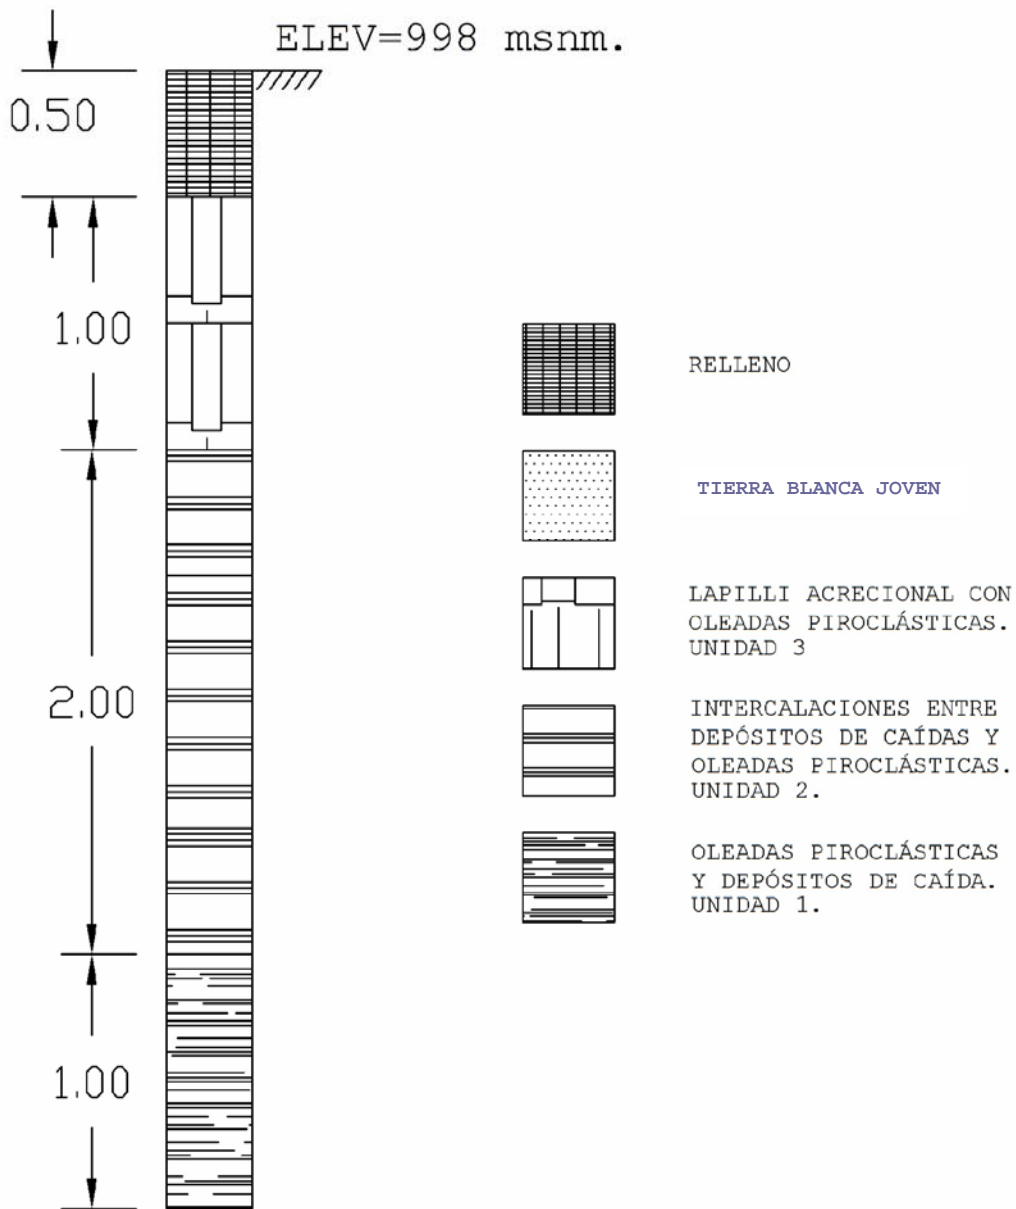 ELEV=998 msnm.
0.50
1.00
2.00
1.00
RELLENO
TIERRA BLANCA JOVEN
LAPILLI ACRECIONAL CON
OLEADAS PIROCLÁSTICAS.
UNIDAD 3
INTERCALACIONES ENTRE
DEPÓSITOS DE CAÍDAS Y
OLEADAS PIROCLÁSTICAS.
UNIDAD 2.
OLEADAS PIROCLÁSTICAS
Y DEPÓSITOS DE CAÍDA.
UNIDAD 1.